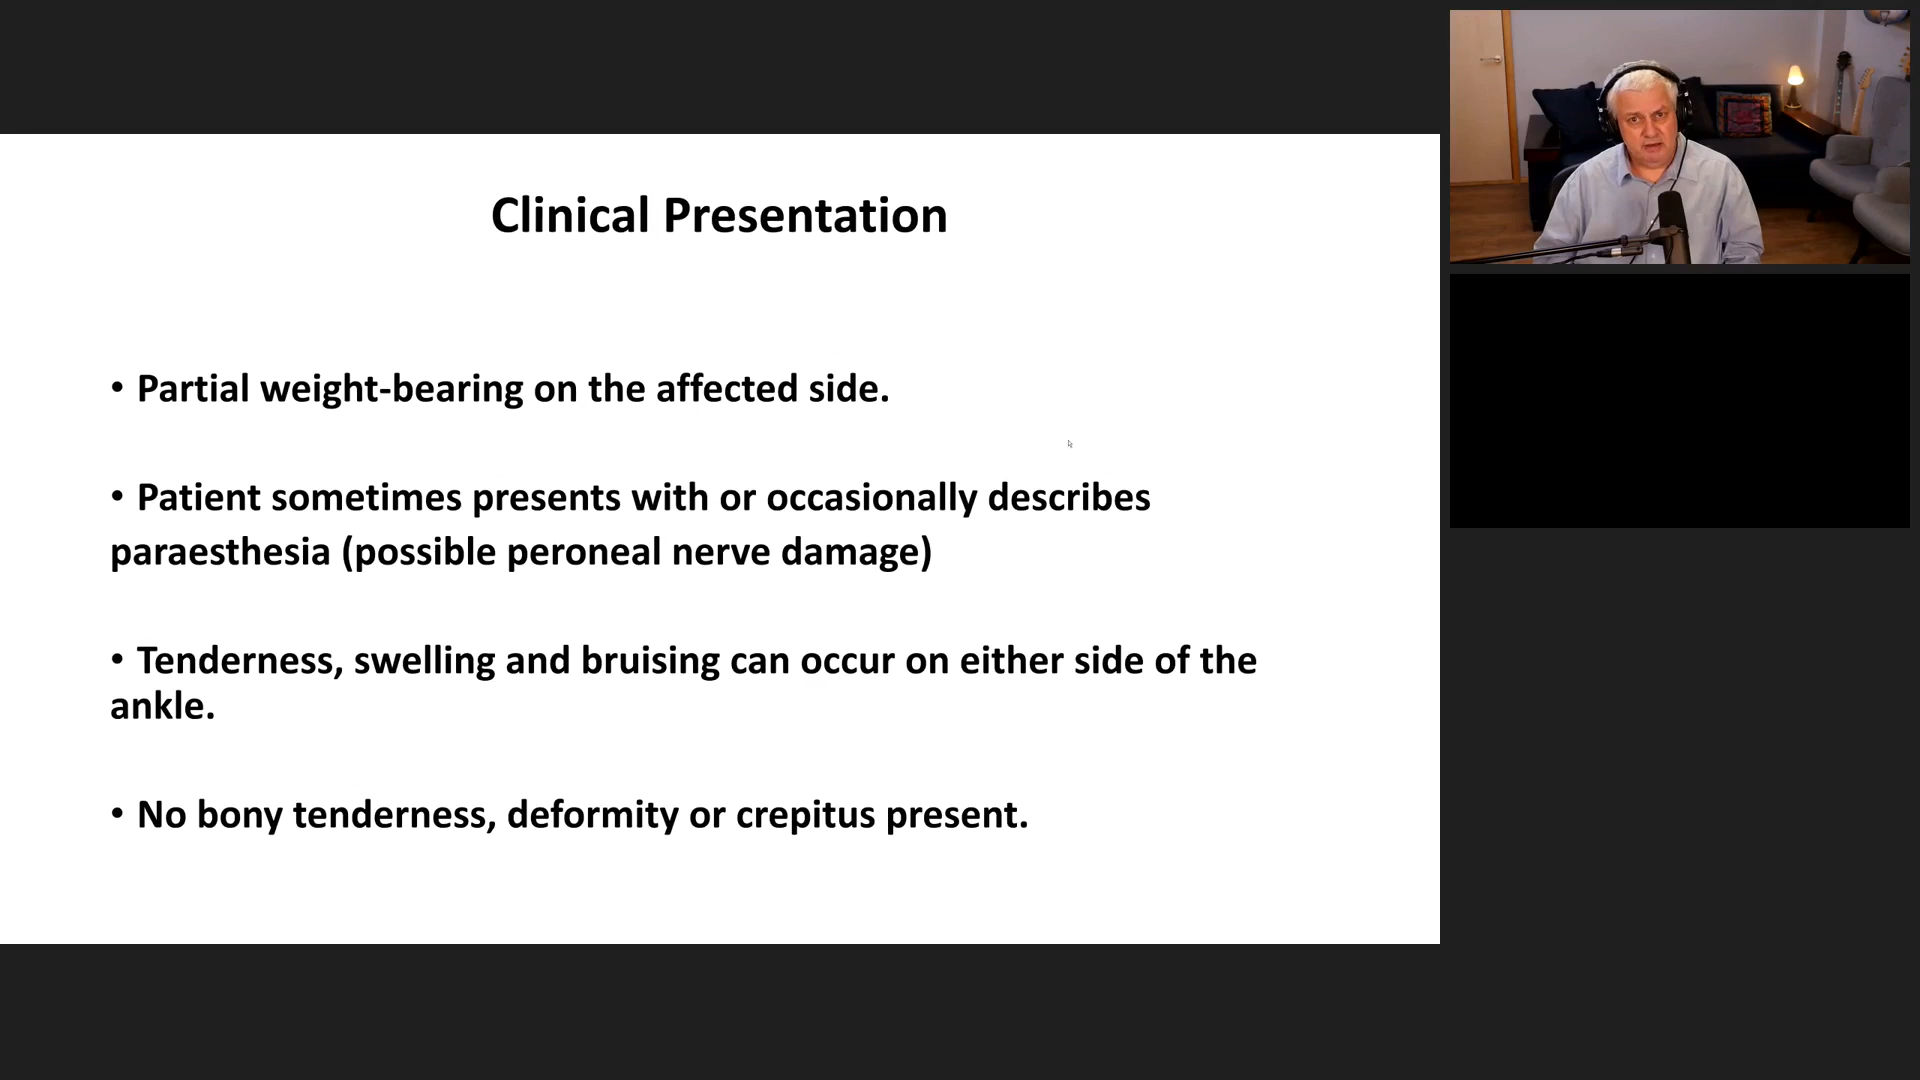 Clinical Presentation
• Partial weight-bearing on the affected side.
• Patient sometimes presents with or occasionally describes
paraesthesia (possible peroneal nerve damage)
• Tenderness, swelling and bruising can occur on either side of the
ankle.
• No bony tenderness, deformity or crepitus present.